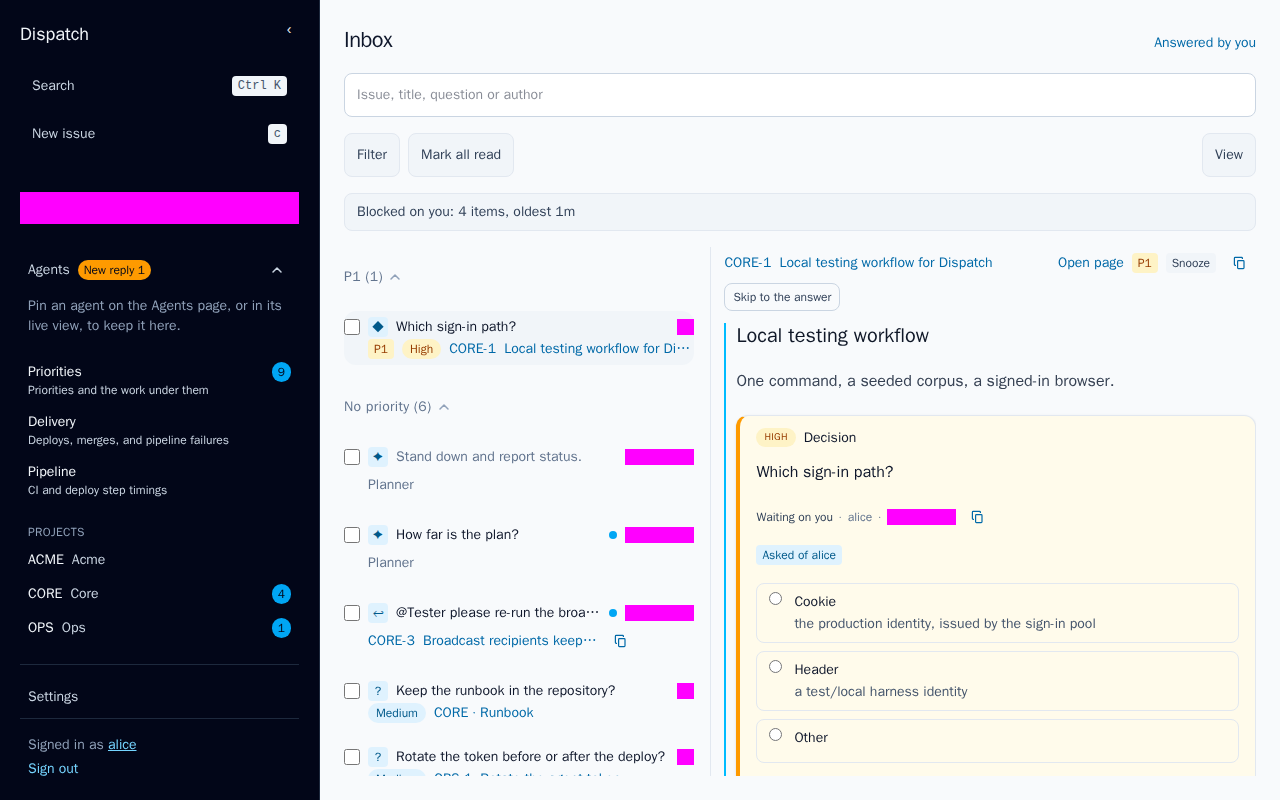 Dispatch
Search
Ctrl K
New issue
C
Agents
New reply 1
Pin an agent on the Agents page, or in its
live view, to keep it here.
Priorities
9
Priorities and the work under them
Delivery
Deploys, merges, and pipeline failures
Pipeline
CI and deploy step timings
PROJECTS
ACME Acme
CORE Core
4
OPS Ops
1
Settings
Signed in as alice
Sign out
Inbox
Answered by you
Issue, title, question or author
Filter
Mark all read
View
Blocked on you: 4 items, oldest 1m
P1 (1)
Which sign-in path?
P1 High CORE-1 Local testing workflow for Di···
No priority (6)
Stand down and report status.
Planner
How far is the plan?
Planner
@Tester please re-run the broa···
CORE-3 Broadcast recipients keep···
? Keep the runbook in the repository?
Medium CORE · Runbook
? Rotate the token before or after the deploy?
CORE-1 Local testing workflow for Dispatch
Open page
P1
Snooze
Skip to the answer
Local testing workflow
One command, a seeded corpus, a signed-in browser.
HIGH Decision
Which sign-in path?
Waiting on you · alice ·
Asked of alice
Cookie
the production identity, issued by the sign-in pool
Header
a test/local harness identity
Other